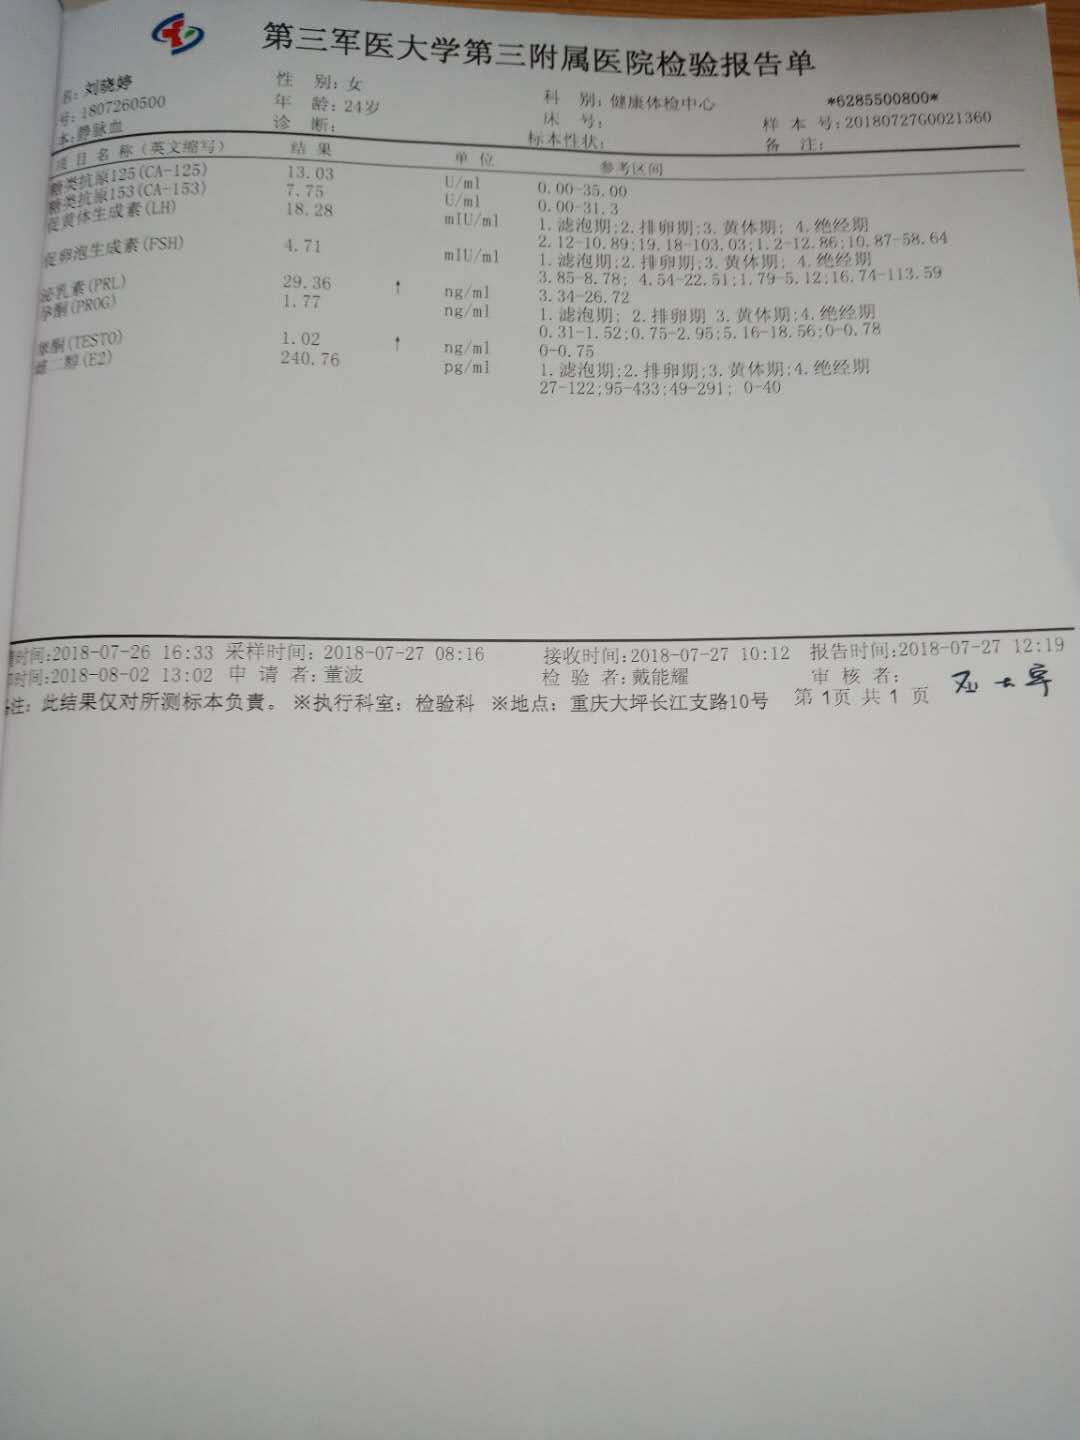 第三军医大学第三附属医院检验报告单
名：刘晓婷 性 别：女 科 别：健康体检中心 *6285500800*
号：1807260500 年 龄：24岁 床 号： 样 本 号：20180727G0021360
本：静脉血 诊 断： 标本性状： 备 注：
项 目 名 称（英文缩写） 结 果 单 位 参考区间
糖类抗原125(CA-125) 13.03 U/ml 0.00-35.00
糖类抗原153(CA-153) 7.75 U/ml 0.00-31.3
促黄体生成素(LH) 18.28 mIU/ml 1.滤泡期;2.排卵期;3.黄体期; 4.绝经期
2.12-10.89;19.18-103.03;1.2-12.86;10.87-58.64
促卵泡生成素(FSH) 4.71 mIU/ml 1.滤泡期;2.排卵期;3.黄体期; 4.绝经期
3.85-8.78; 4.54-22.51;1.79-5.12;16.74-113.59
泌乳素(PRL) 29.36 ↑ ng/ml 3.34-26.72
孕酮(PROG) 1.77 ng/ml 1.滤泡期; 2.排卵期 3.黄体期;4.绝经期
0.31-1.52;0.75-2.95;5.16-18.56;0-0.78
睾酮(TESTO) 1.02 ↑ ng/ml 0-0.75
雌二醇(E2) 240.76 pg/ml 1.滤泡期;2.排卵期;3.黄体期;4.绝经期
27-122;95-433;49-291; 0-40
时间:2018-07-26 16:33 采样时间: 2018-07-27 08:16 接收时间:2018-07-27 10:12 报告时间:2018-07-27 12:19
时间:2018-08-02 13:02 申 请 者:董波 检 验 者:戴能耀 审 核 者:
注: 此结果仅对所测标本负责。 ※执行科室: 检验科 ※地点: 重庆大坪长江支路10号 第 1页 共 1 页